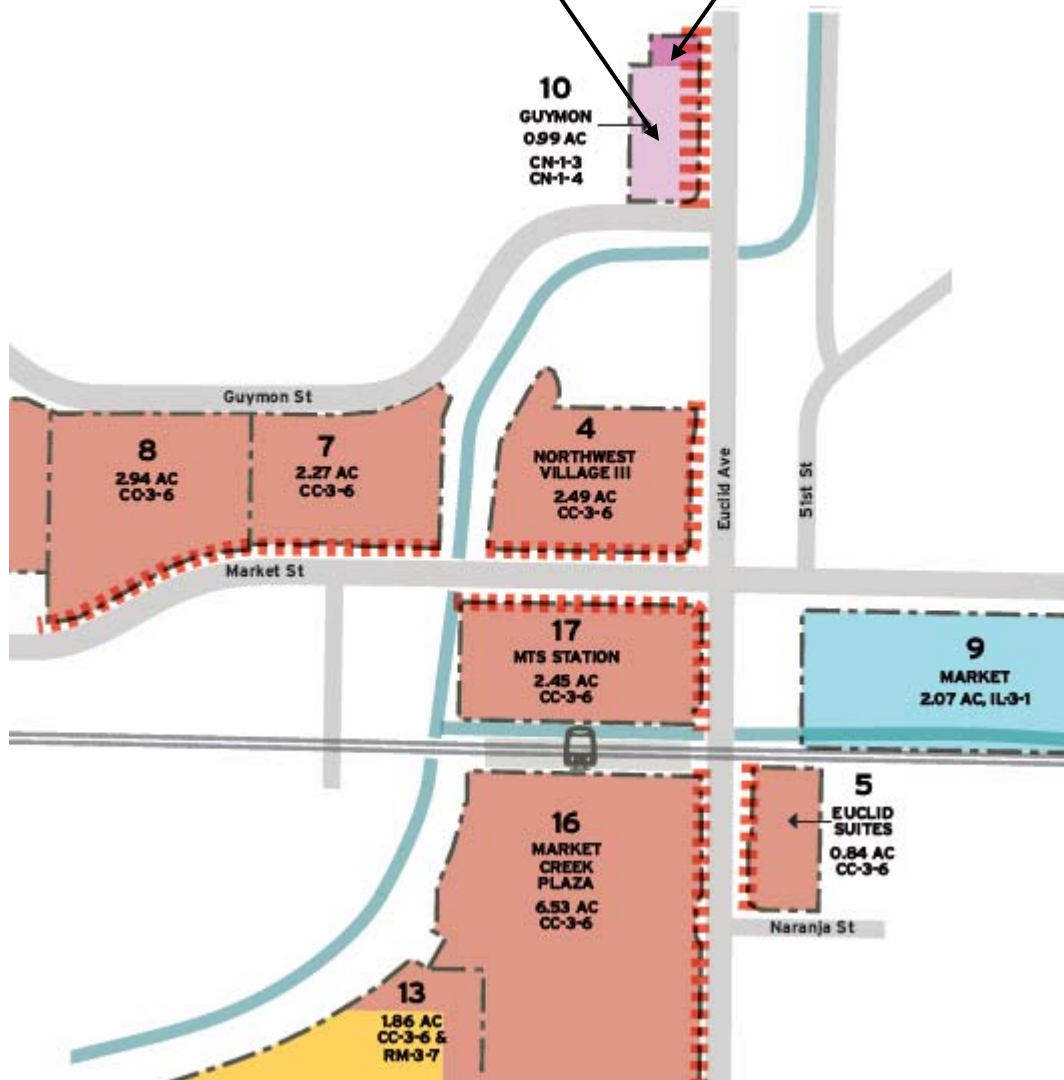 10
GUYMON
0.99 AC
CN-1-3
CN-1-4
Guymon St
8
2.94 AC
CC-3-6
7
2.27 AC
CC-3-6
4
NORTHWEST
VILLAGE III
2.49 AC
CC-3-6
Euclid Ave
51st St
Market St
17
MTS STATION
2.45 AC
CC-3-6
9
MARKET
2.07 AC, IL-3-1
5
EUCLID
SUITES
0.84 AC
CC-3-6
16
MARKET
CREEK
PLAZA
6.53 AC
CC-3-6
Naranja St
13
1.86 AC
CC-3-6 &
RM-3-7